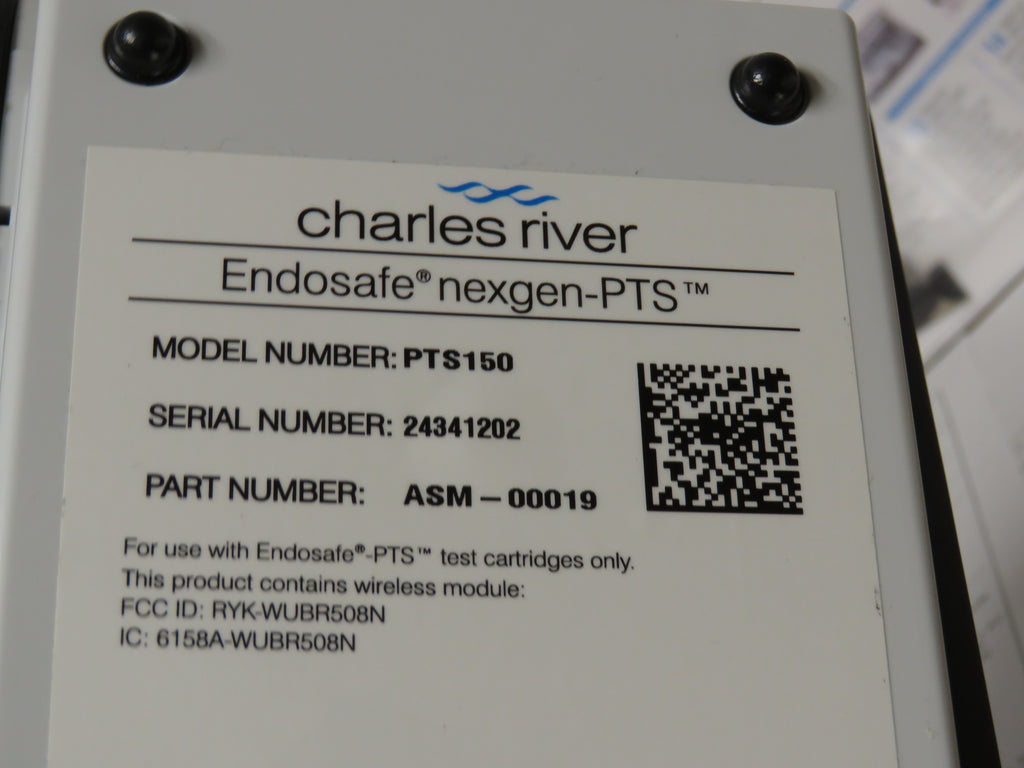 charles river
Endosafe® nexgen-PTS™
MODEL NUMBER: PTS150
SERIAL NUMBER: 24341202
PART NUMBER: ASM – 00019
For use with Endosafe®-PTS™ test cartridges only.
This product contains wireless module:
FCC ID: RYK-WUBR508N
IC: 6158A-WUBR508N